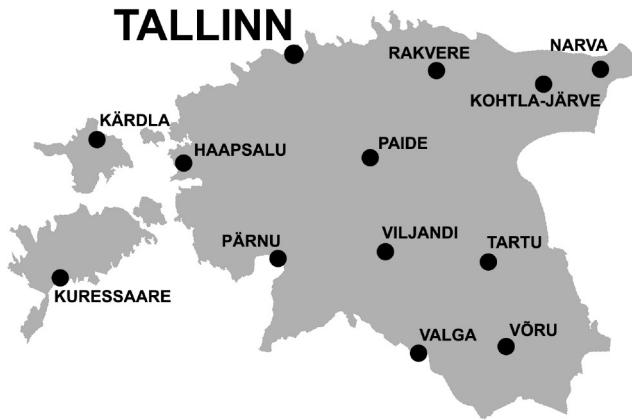 TALLINN
RAKVERE
NARVA
KOHTLA-JÄRVE
KÄRDLA
HAAPSALU
PAIDE
PÄRNU
VILJANDI
TARTU
KURESSAARE
VALGA
VÕRU